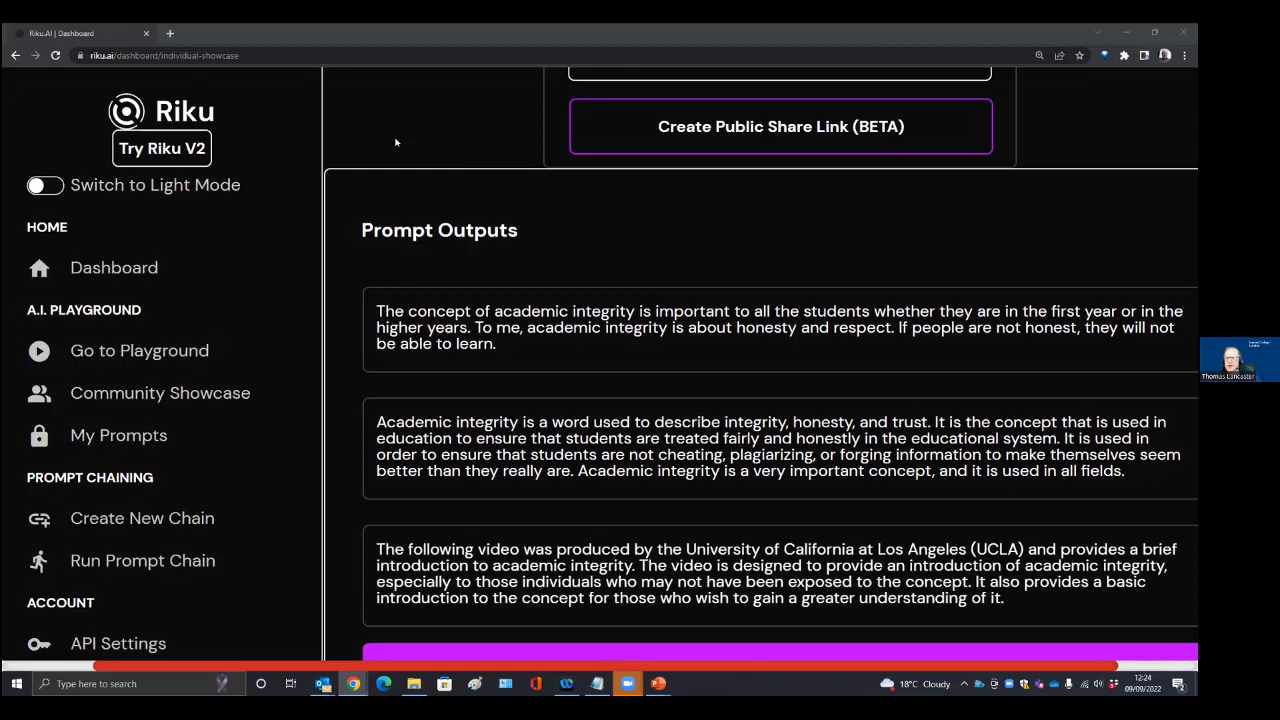 Riku.AI | Dashboard
riku.ai/dashboard/individual-showcase
Riku
Try Riku V2
Switch to Light Mode
HOME
Dashboard
A.I. PLAYGROUND
Go to Playground
Community Showcase
My Prompts
PROMPT CHAINING
Create New Chain
Run Prompt Chain
ACCOUNT
API Settings
Create Public Share Link (BETA)
Prompt Outputs
The concept of academic integrity is important to all the students whether they are in the first year or in the
higher years. To me, academic integrity is about honesty and respect. If people are not honest, they will not
be able to learn.
Academic integrity is a word used to describe integrity, honesty, and trust. It is the concept that is used in
education to ensure that students are treated fairly and honestly in the educational system. It is used in
order to ensure that students are not cheating, plagiarizing, or forging information to make themselves seem
better than they really are. Academic integrity is a very important concept, and it is used in all fields.
The following video was produced by the University of California at Los Angeles (UCLA) and provides a brief
introduction to academic integrity. The video is designed to provide an introduction of academic integrity,
especially to those individuals who may not have been exposed to the concept. It also provides a basic
introduction to the concept for those who wish to gain a greater understanding of it.
Thomas Lancaster
Type here to search
18°C Cloudy
12:24
09/09/2022